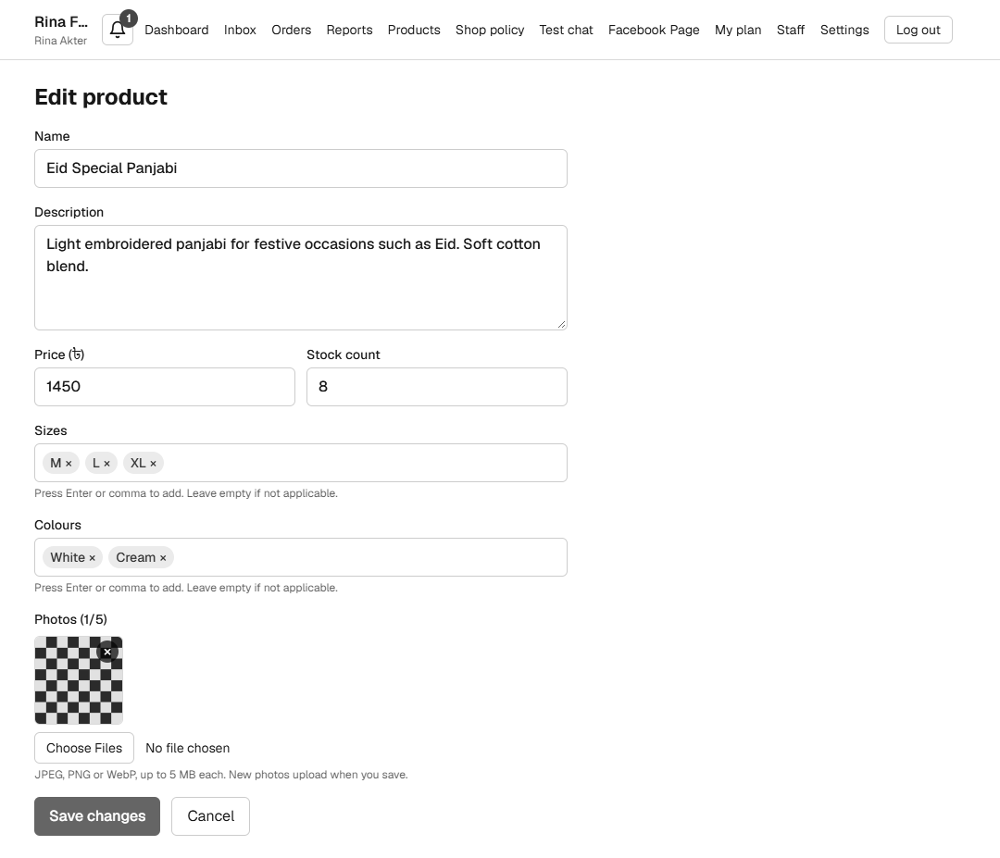 Rina F...
Rina Akter
1
Dashboard
Inbox
Orders
Reports
Products
Shop policy
Test chat
Facebook Page
My plan
Staff
Settings
Log out
Edit product
Name
Eid Special Panjabi
Description
Light embroidered panjabi for festive occasions such as Eid. Soft cotton
blend.
Price (৳)
Stock count
1450
8
Sizes
M ×
L ×
XL ×
Press Enter or comma to add. Leave empty if not applicable.
Colours
White ×
Cream ×
Press Enter or comma to add. Leave empty if not applicable.
Photos (1/5)
×
Choose Files
No file chosen
JPEG, PNG or WebP, up to 5 MB each. New photos upload when you save.
Save changes
Cancel